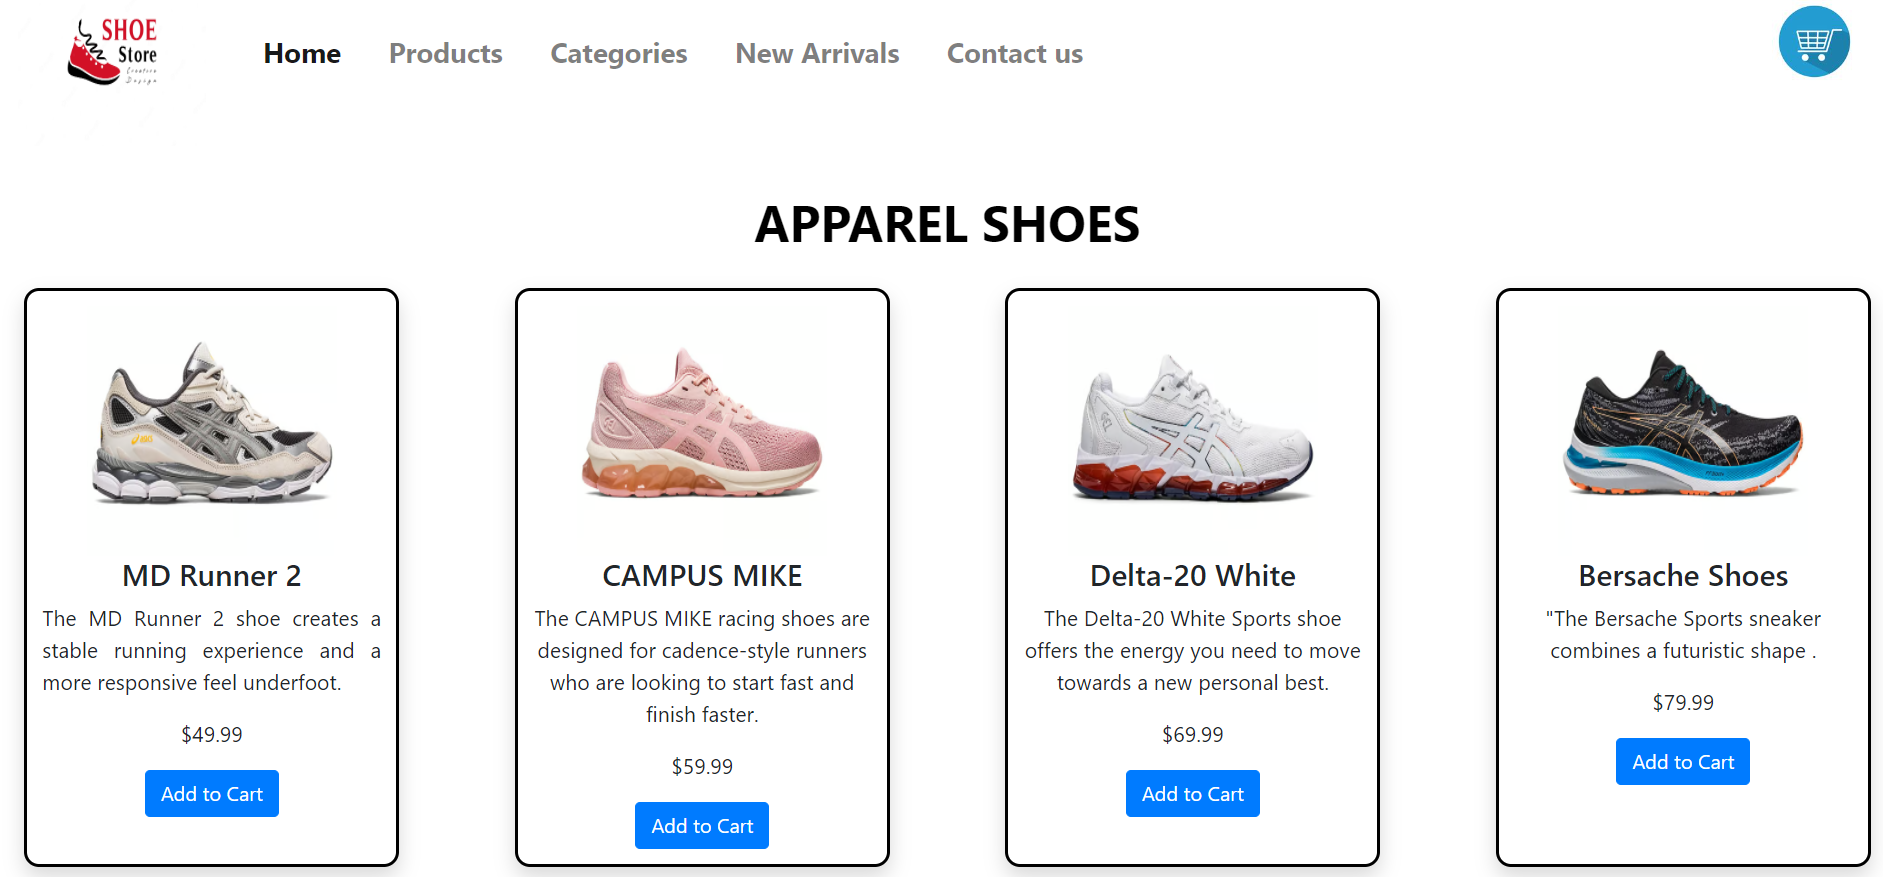 SHOE
Store
Creative
Design
Home Products Categories New Arrivals Contact us
APPAREL SHOES
MD Runner 2
The MD Runner 2 shoe creates a
stable running experience and a
more responsive feel underfoot.
$49.99
Add to Cart
CAMPUS MIKE
The CAMPUS MIKE racing shoes are
designed for cadence-style runners
who are looking to start fast and
finish faster.
$59.99
Add to Cart
GEL
Delta-20 White
The Delta-20 White Sports shoe
offers the energy you need to move
towards a new personal best.
$69.99
Add to Cart
Bersache Shoes
"The Bersache Sports sneaker
combines a futuristic shape .
$79.99
Add to Cart